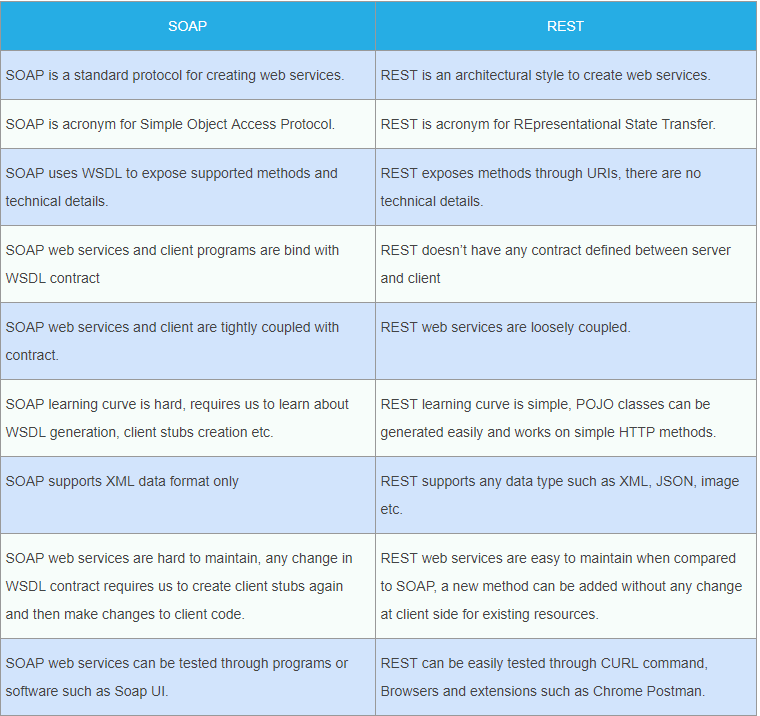 SOAP
REST
SOAP is a standard protocol for creating web services.
REST is an architectural style to create web services.
SOAP is acronym for Simple Object Access Protocol.
REST is acronym for REpresentational State Transfer.
SOAP uses WSDL to expose supported methods and
technical details.
REST exposes methods through URIs, there are no
technical details.
SOAP web services and client programs are bind with
WSDL contract
REST doesn’t have any contract defined between server
and client
SOAP web services and client are tightly coupled with
contract.
REST web services are loosely coupled.
SOAP learning curve is hard, requires us to learn about
WSDL generation, client stubs creation etc.
REST learning curve is simple, POJO classes can be
generated easily and works on simple HTTP methods.
SOAP supports XML data format only
REST supports any data type such as XML, JSON, image
etc.
SOAP web services are hard to maintain, any change in
WSDL contract requires us to create client stubs again
and then make changes to client code.
REST web services are easy to maintain when compared
to SOAP, a new method can be added without any change
at client side for existing resources.
SOAP web services can be tested through programs or
software such as Soap UI.
REST can be easily tested through CURL command,
Browsers and extensions such as Chrome Postman.